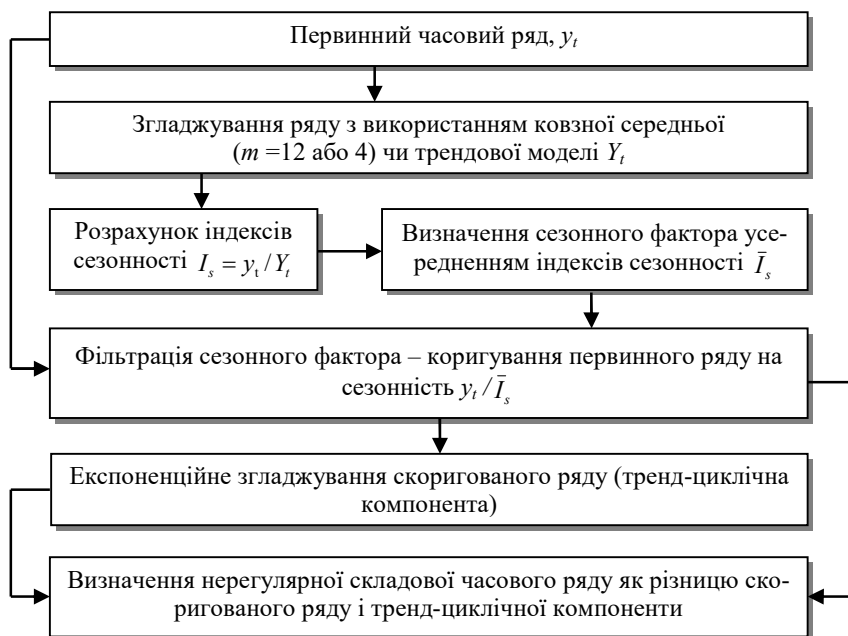 Первинний часовий ряд, yₜ
Згладжування ряду з використанням ковзної середньої
(m =12 або 4) чи трендової моделі Yₜ
Розрахунок індексів
сезонності Iₛ = yₜ / Yₜ
Визначення сезонного фактора усе-
редненням індексів сезонності Īₛ
Фільтрація сезонного фактора – коригування первинного ряду на
сезонність yₜ / Īₛ
Експоненційне згладжування скоригованого ряду (тренд-циклічна
компонента)
Визначення нерегулярної складової часового ряду як різницю ско-
ригованого ряду і тренд-циклічної компоненти